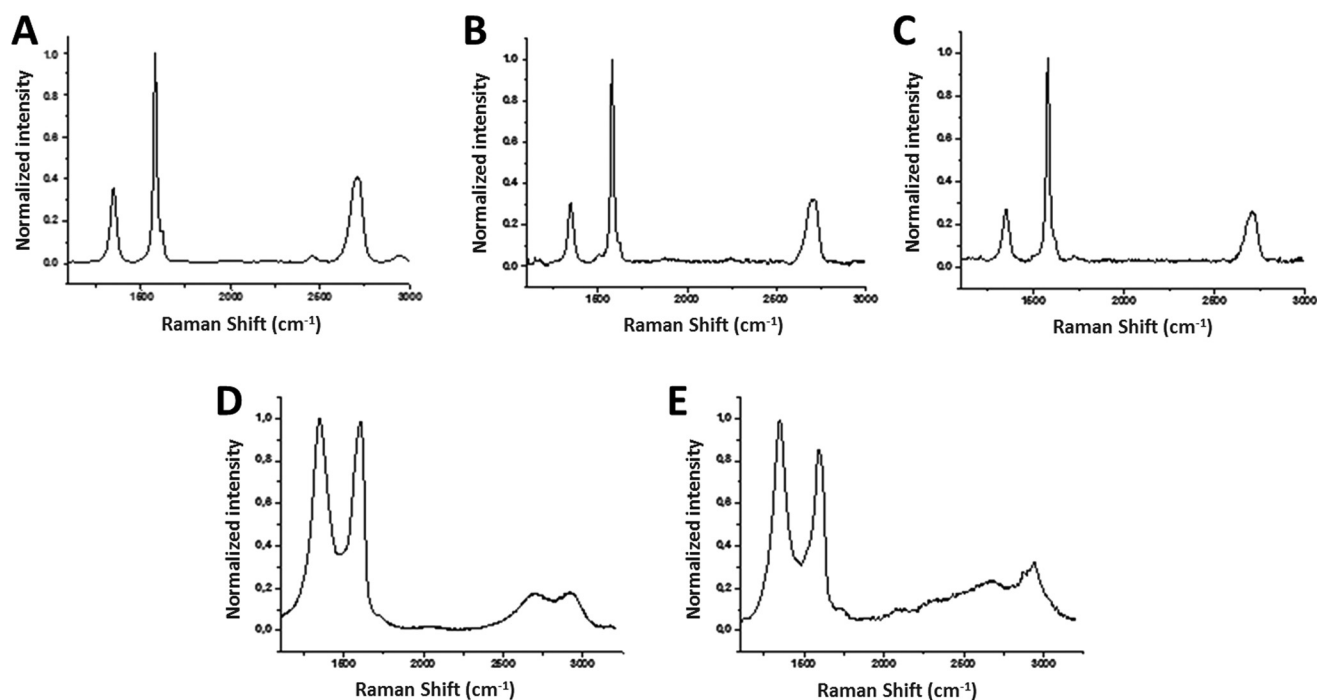 A
Normalized intensity
1.0
0.8
0.6
0.4
0.2
0.0
1500 2000 2500 3000
Raman Shift (cm⁻¹)
B
Normalized intensity
1.0
0.8
0.6
0.4
0.2
0.0
1500 2000 2500 3000
Raman Shift (cm⁻¹)
C
Normalized intensity
1.0
0.8
0.6
0.4
0.2
0.0
1500 2000 2500 3000
Raman Shift (cm⁻¹)
D
Normalized intensity
1,0
0,8
0,6
0,4
0,2
0,0
1500 2000 2500 3000
Raman Shift (cm⁻¹)
E
Normalized intensity
1,0
0,8
0,6
0,4
0,2
0,0
1500 2000 2500 3000
Raman Shift (cm⁻¹)